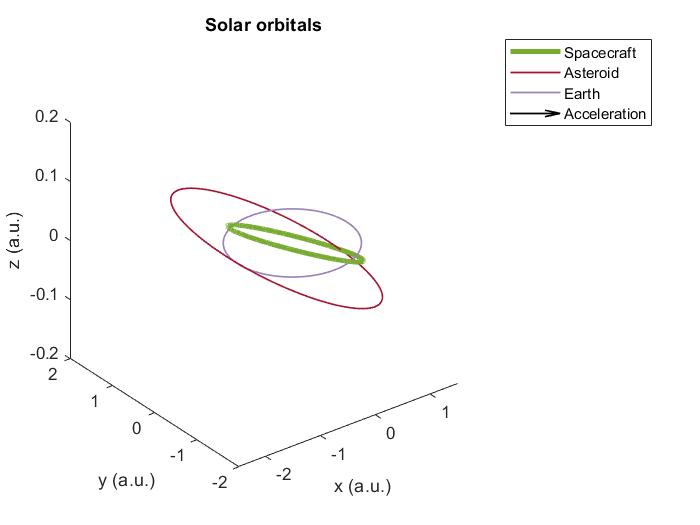 Solar orbitals
Spacecraft
Asteroid
Earth
Acceleration
0.2
0.1
0
-0.1
-0.2
z (a.u.)
2
1
0
-1
-2
y (a.u.)
-2
-1
0
1
x (a.u.)